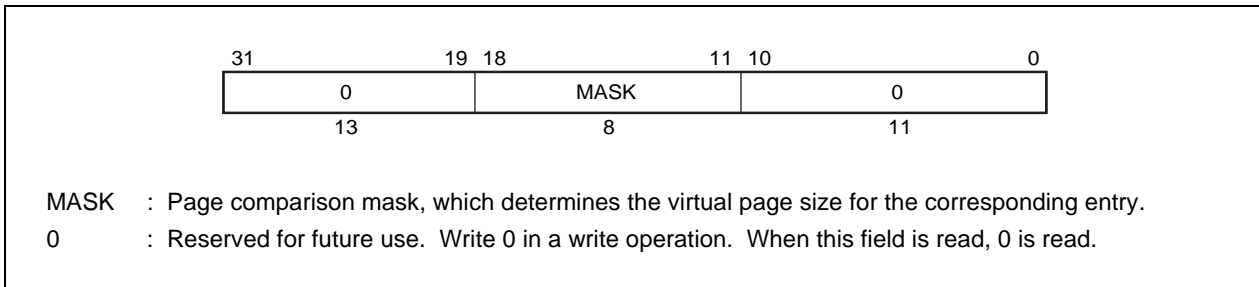 31 19 18 11 10 0
0 MASK 0
13 8 11
MASK : Page comparison mask, which determines the virtual page size for the corresponding entry.
0 : Reserved for future use. Write 0 in a write operation. When this field is read, 0 is read.